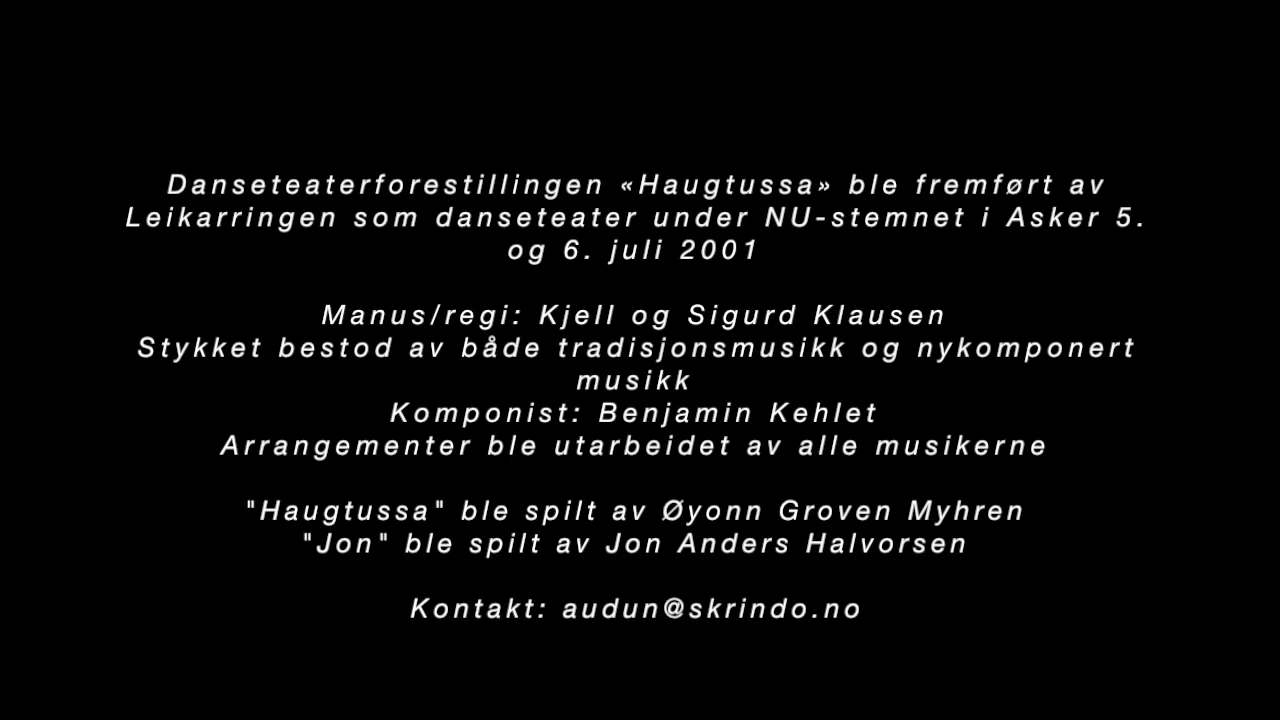 Danseteaterforestillingen «Haugtussa» ble fremført av
Leikarringen som danseteater under NU-stemnet i Asker 5.
og 6. juli 2001
Manus/regi: Kjell og Sigurd Klausen
Stykket bestod av både tradisjonsmusikk og nykomponert
musikk
Komponist: Benjamin Kehlet
Arrangementer ble utarbeidet av alle musikerne
"Haugtussa" ble spilt av Øyonn Groven Myhren
"Jon" ble spilt av Jon Anders Halvorsen
Kontakt: audun@skrindo.no